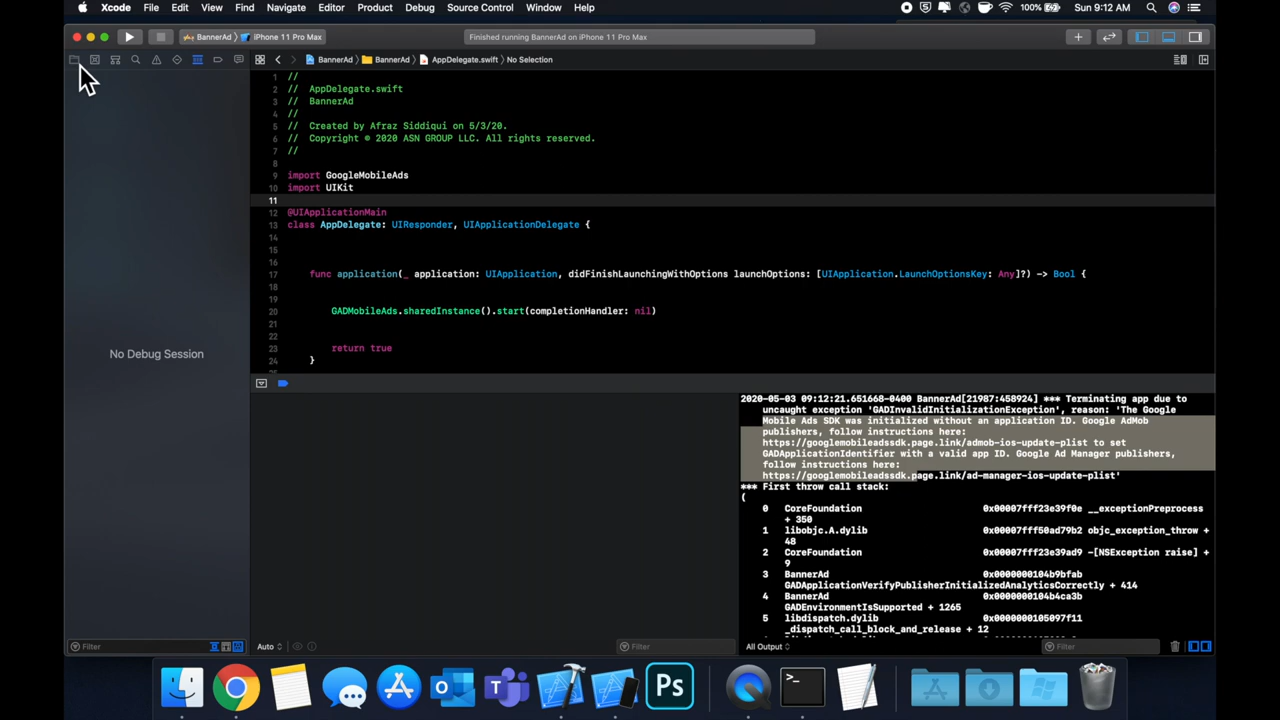 Xcode File Edit View Find Navigate Editor Product Debug Source Control Window Help 100% Sun 9:12 AM
BannerAd iPhone 11 Pro Max Finished running BannerAd on iPhone 11 Pro Max
BannerAd BannerAd AppDelegate.swift No Selection
1 //
2 // AppDelegate.swift
3 // BannerAd
4 //
5 // Created by Afraz Siddiqui on 5/3/20.
6 // Copyright © 2020 ASN GROUP LLC. All rights reserved.
7 //
8
9 import GoogleMobileAds
10 import UIKit
11
12 @UIApplicationMain
13 class AppDelegate: UIResponder, UIApplicationDelegate {
14
15
16
17 func application(_ application: UIApplication, didFinishLaunchingWithOptions launchOptions: [UIApplication.LaunchOptionsKey: Any]?) -> Bool {
18
19
20 GADMobileAds.sharedInstance().start(completionHandler: nil)
21
22
23 return true
24 }
No Debug Session
2020-05-03 09:12:21.651668-0400 BannerAd[21987:458924] *** Terminating app due to
uncaught exception 'GADInvalidInitializationException', reason: 'The Google
Mobile Ads SDK was initialized without an application ID. Google AdMob
publishers, follow instructions here:
https://googlemobileadssdk.page.link/admob-ios-update-plist to set
GADApplicationIdentifier with a valid app ID. Google Ad Manager publishers,
follow instructions here:
https://googlemobileadssdk.page.link/ad-manager-ios-update-plist'
*** First throw call stack:
(
0 CoreFoundation 0x00007fff23e39f0e __exceptionPreprocess
+ 350
1 libobjc.A.dylib 0x00007fff50ad79b2 objc_exception_throw +
48
2 CoreFoundation 0x00007fff23e39ad9 -[NSException raise] +
9
3 BannerAd 0x0000000104b9bfab
GADApplicationVerifyPublisherInitializedAnalyticsCorrectly + 414
4 BannerAd 0x0000000104b4ca3b
GADEnvironmentIsSupported + 1265
5 libdispatch.dylib 0x0000000105097f11
_dispatch_call_block_and_release + 12
Filter Auto Filter All Output Filter
Ps